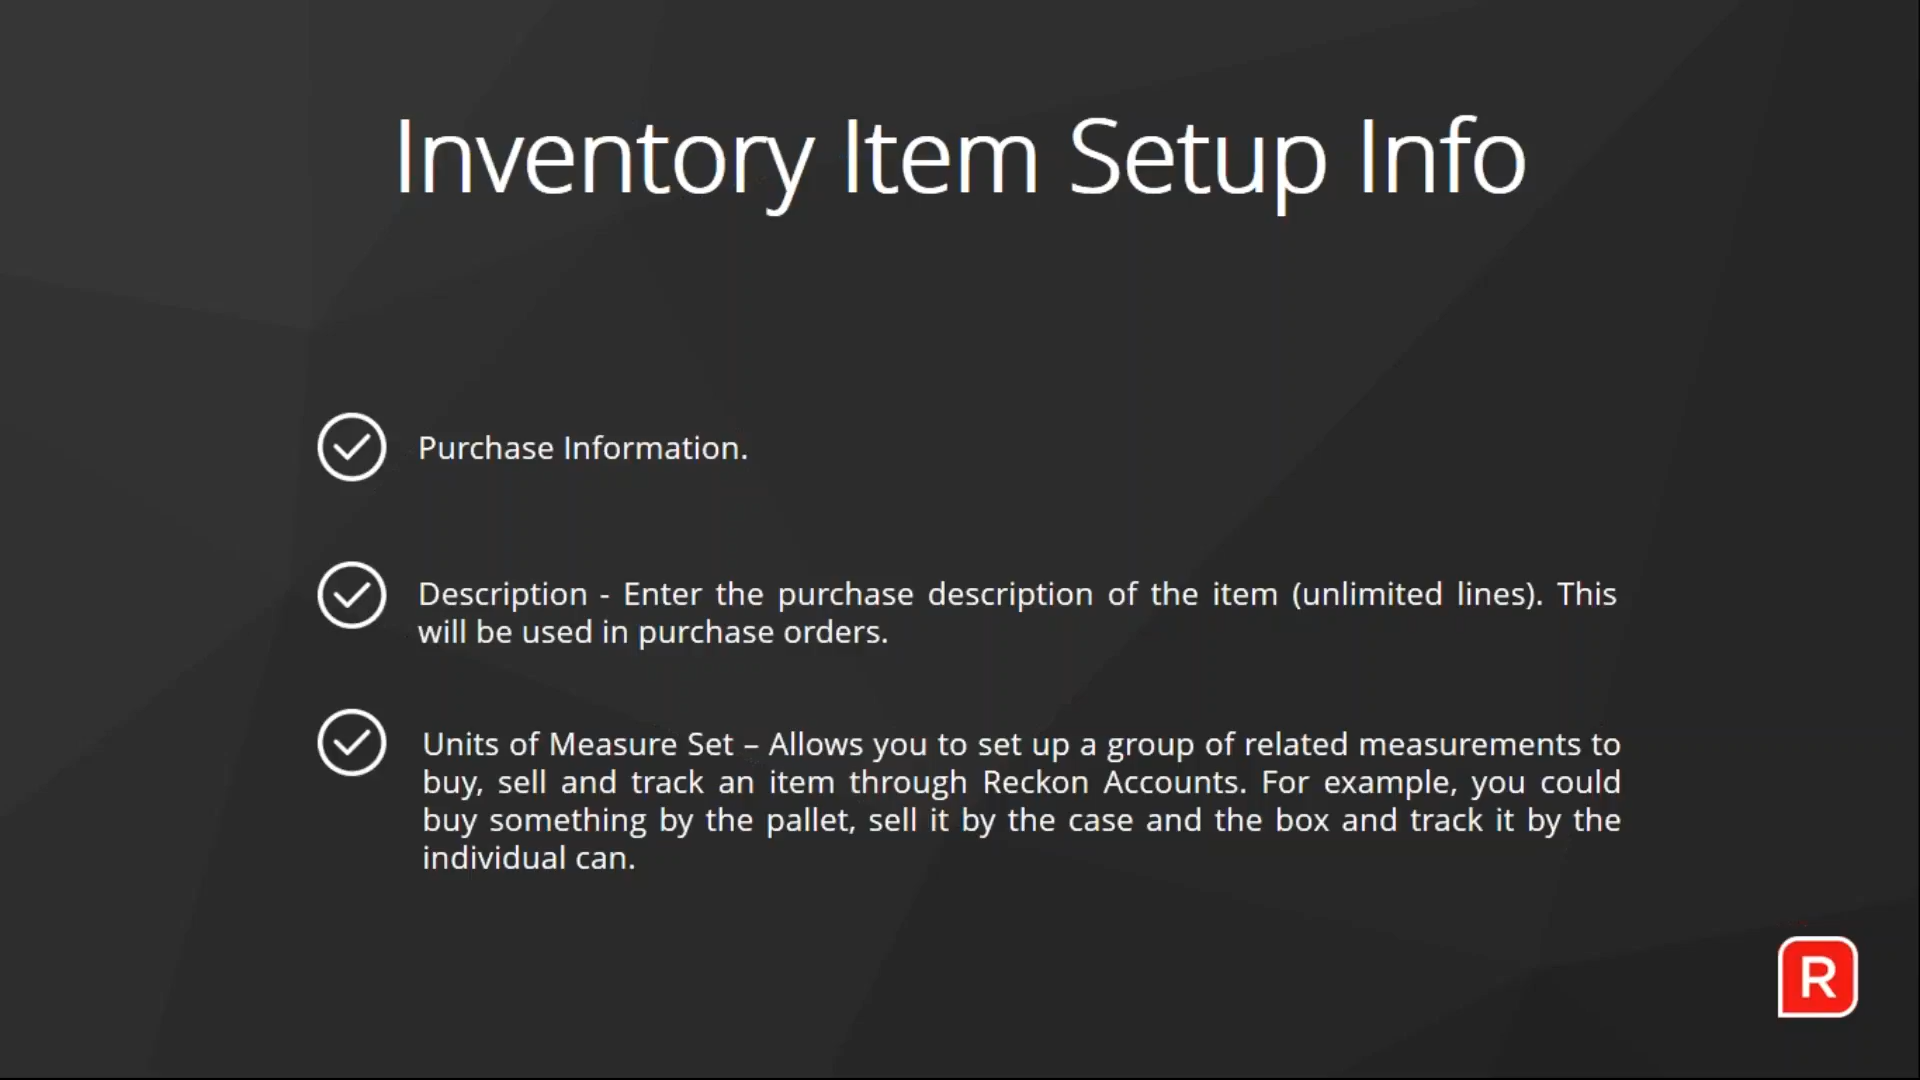 Inventory Item Setup Info
Purchase Information.
Description - Enter the purchase description of the item (unlimited lines). This
will be used in purchase orders.
Units of Measure Set – Allows you to set up a group of related measurements to
buy, sell and track an item through Reckon Accounts. For example, you could
buy something by the pallet, sell it by the case and the box and track it by the
individual can.
R